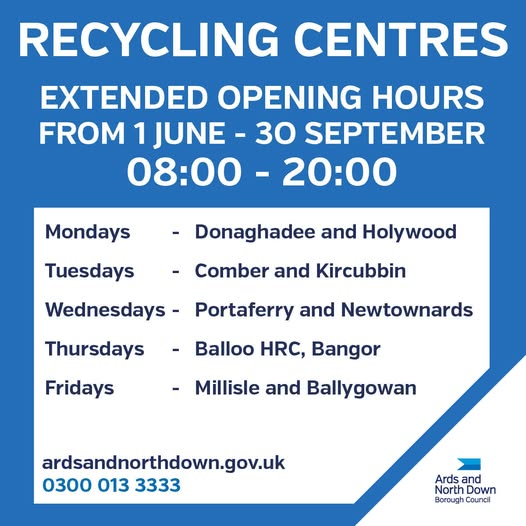 RECYCLING CENTRES
EXTENDED OPENING HOURS
FROM 1 JUNE - 30 SEPTEMBER
08:00 - 20:00
Mondays - Donaghadee and Holywood
Tuesdays - Comber and Kircubbin
Wednesdays - Portaferry and Newtownards
Thursdays - Balloo HRC, Bangor
Fridays - Millisle and Ballygowan
ardsandnorthdown.gov.uk
0300 013 3333
Ards and
North Down
Borough Council